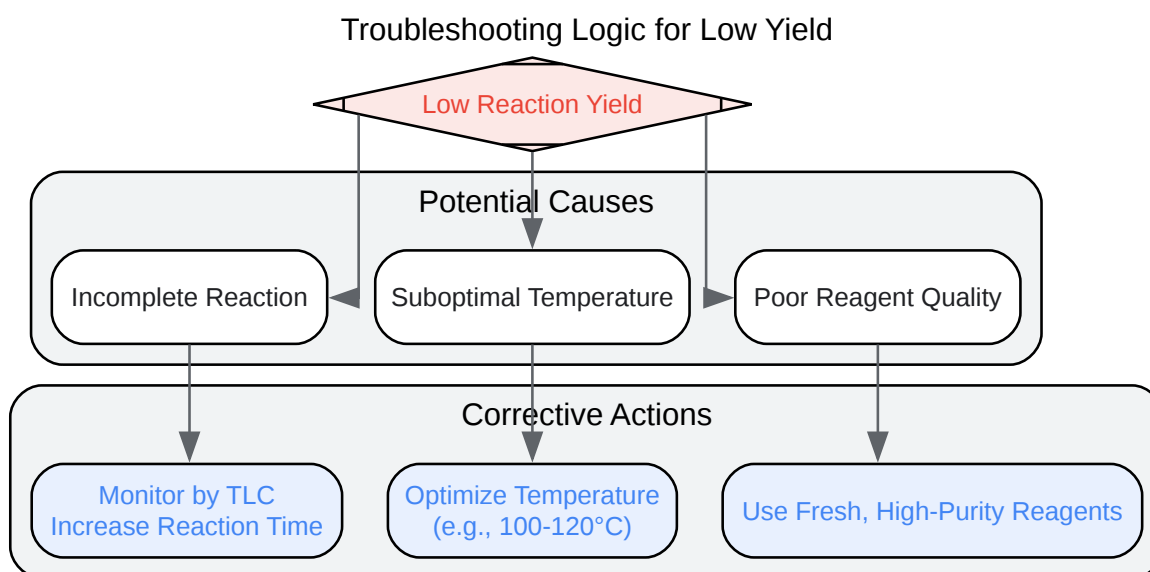 Troubleshooting Logic for Low Yield
Low Reaction Yield
Potential Causes
Incomplete Reaction
Suboptimal Temperature
Poor Reagent Quality
Corrective Actions
Monitor by TLC
Increase Reaction Time
Optimize Temperature
(e.g., 100-120°C)
Use Fresh, High-Purity Reagents